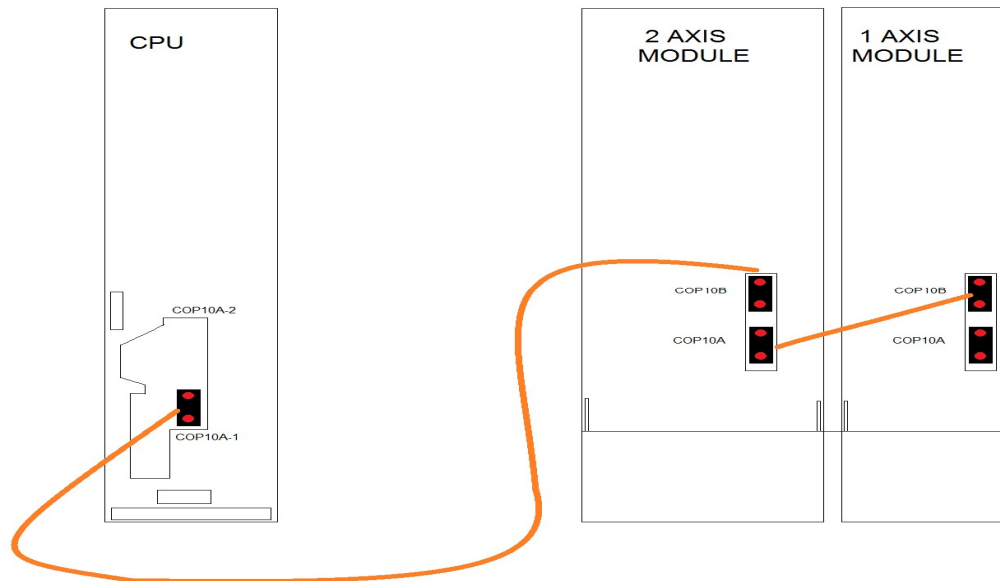 CPU
2 AXIS
MODULE
1 AXIS
MODULE
COP10A-2
COP10A-1
COP10B
COP10A
COP10B
COP10A